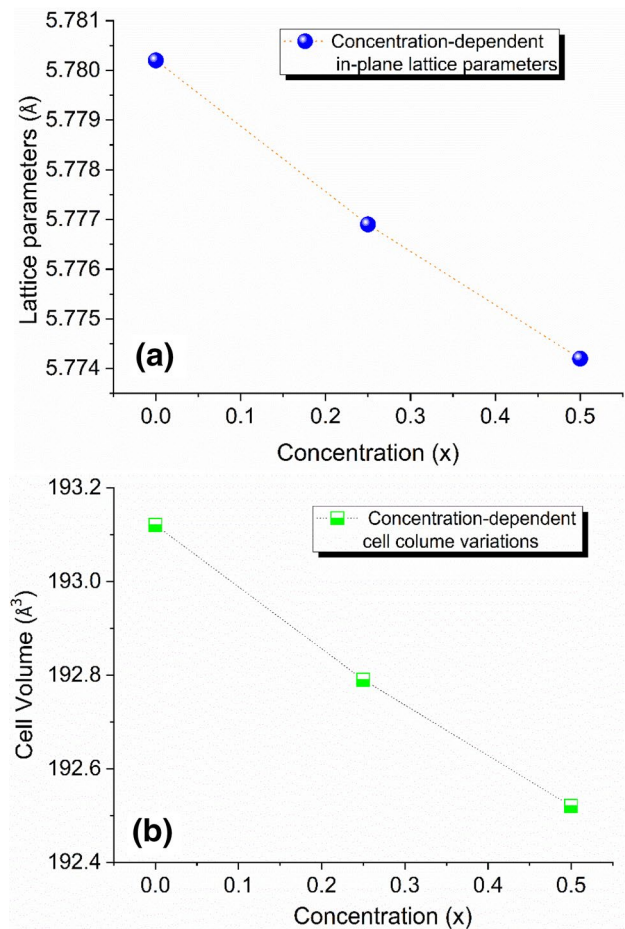 5.781
5.780
5.779
5.778
5.777
5.776
5.775
5.774
Lattice parameters (Å)
Concentration-dependent
in-plane lattice parameters
(a)
0.0 0.1 0.2 0.3 0.4 0.5
Concentration (x)
193.2
193.0
192.8
192.6
192.4
Cell Volume (Å³)
Concentration-dependent
cell colume variations
(b)
0.0 0.1 0.2 0.3 0.4 0.5
Concentration (x)